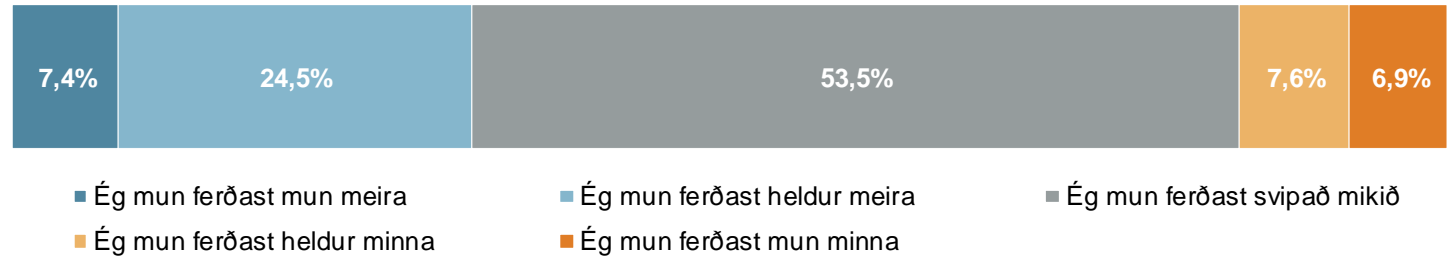 7,4% 24,5% 53,5% 7,6% 6,9%
Ég mun ferðast mun meira Ég mun ferðast heldur meira Ég mun ferðast svipað mikið
Ég mun ferðast heldur minna Ég mun ferðast mun minna